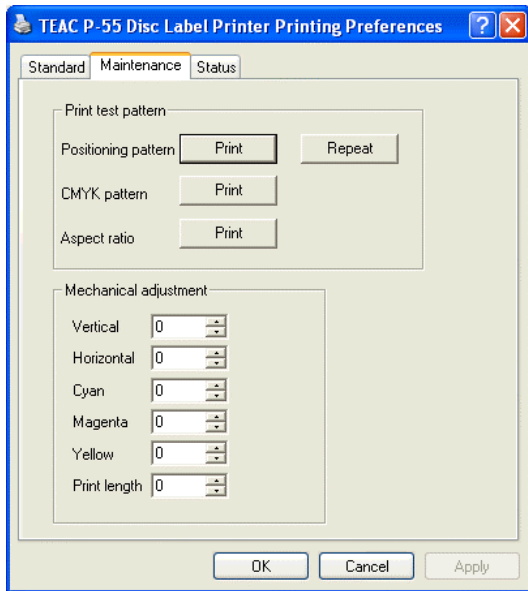 TEAC P-55 Disc Label Printer Printing Preferences
Standard Maintenance Status
Print test pattern
Positioning pattern Print Repeat
CMYK pattern Print
Aspect ratio Print
Mechanical adjustment
Vertical 0
Horizontal 0
Cyan 0
Magenta 0
Yellow 0
Print length 0
OK Cancel Apply